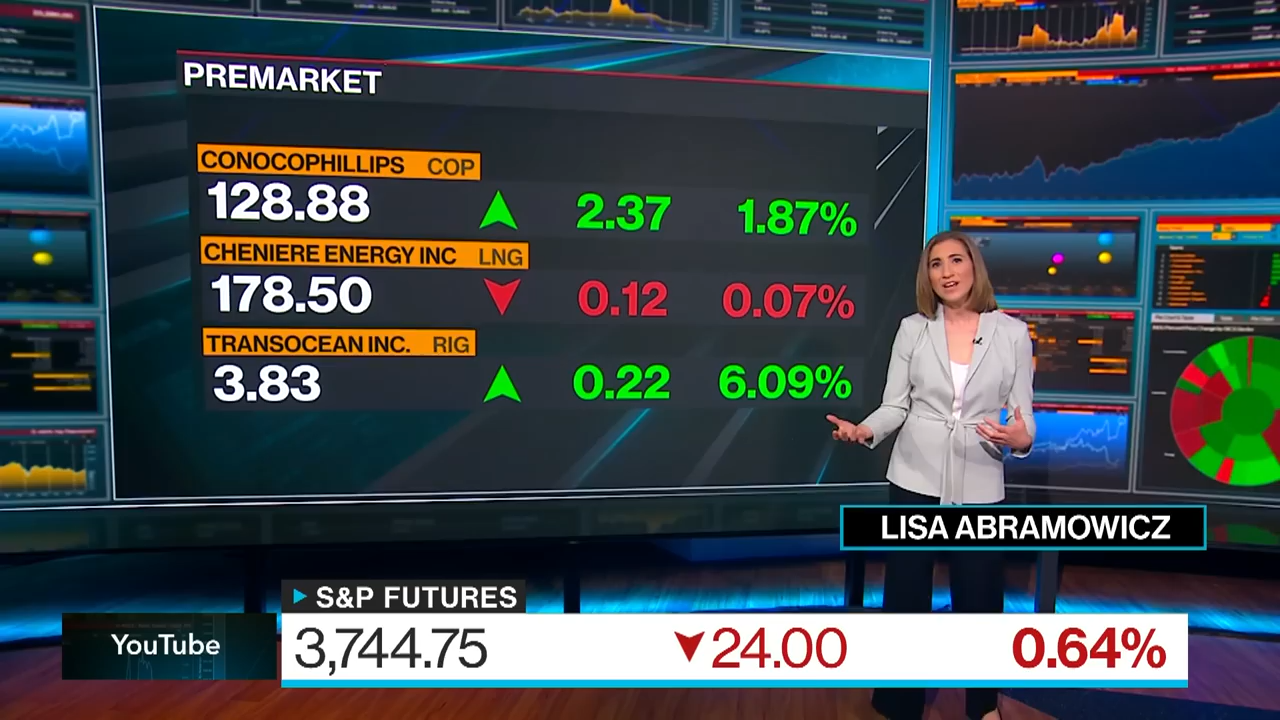 PREMARKET
CONOCOPHILLIPS COP
128.88 ▲ 2.37 1.87%
CHENIERE ENERGY INC LNG
178.50 ▼ 0.12 0.07%
TRANSOCEAN INC. RIG
3.83 ▲ 0.22 6.09%
LISA ABRAMOWICZ
S&P FUTURES
YouTube 3,744.75 ▼24.00 0.64%